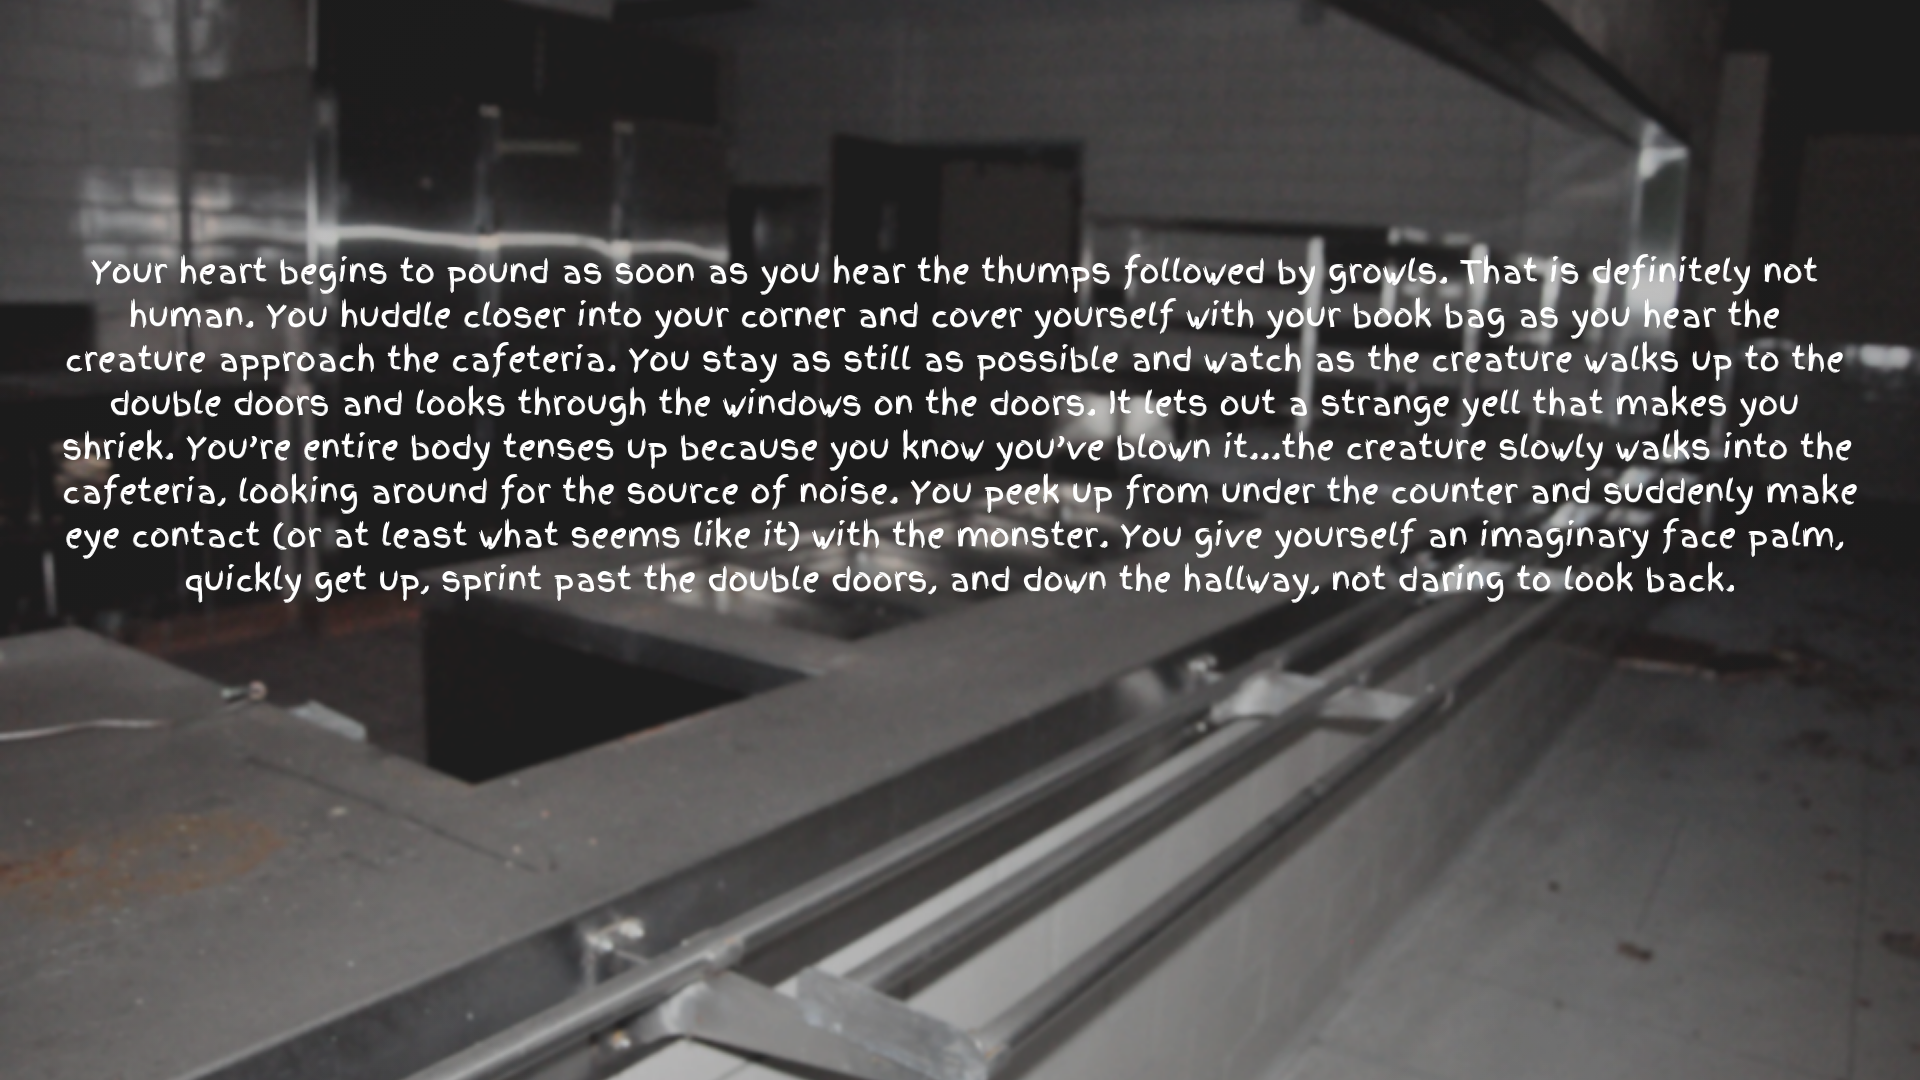 Your heart begins to pound as soon as you hear the thumps followed by growls. That is definitely not
human. You huddle closer into your corner and cover yourself with your book bag as you hear the
creature approach the cafeteria. You stay as still as possible and watch as the creature walks up to the
double doors and looks through the windows on the doors. It lets out a strange yell that makes you
shriek. You're entire body tenses up because you know you've blown it...the creature slowly walks into the
cafeteria, looking around for the source of noise. You peek up from under the counter and suddenly make
eye contact (or at least what seems like it) with the monster. You give yourself an imaginary face palm,
quickly get up, sprint past the double doors, and down the hallway, not daring to look back.